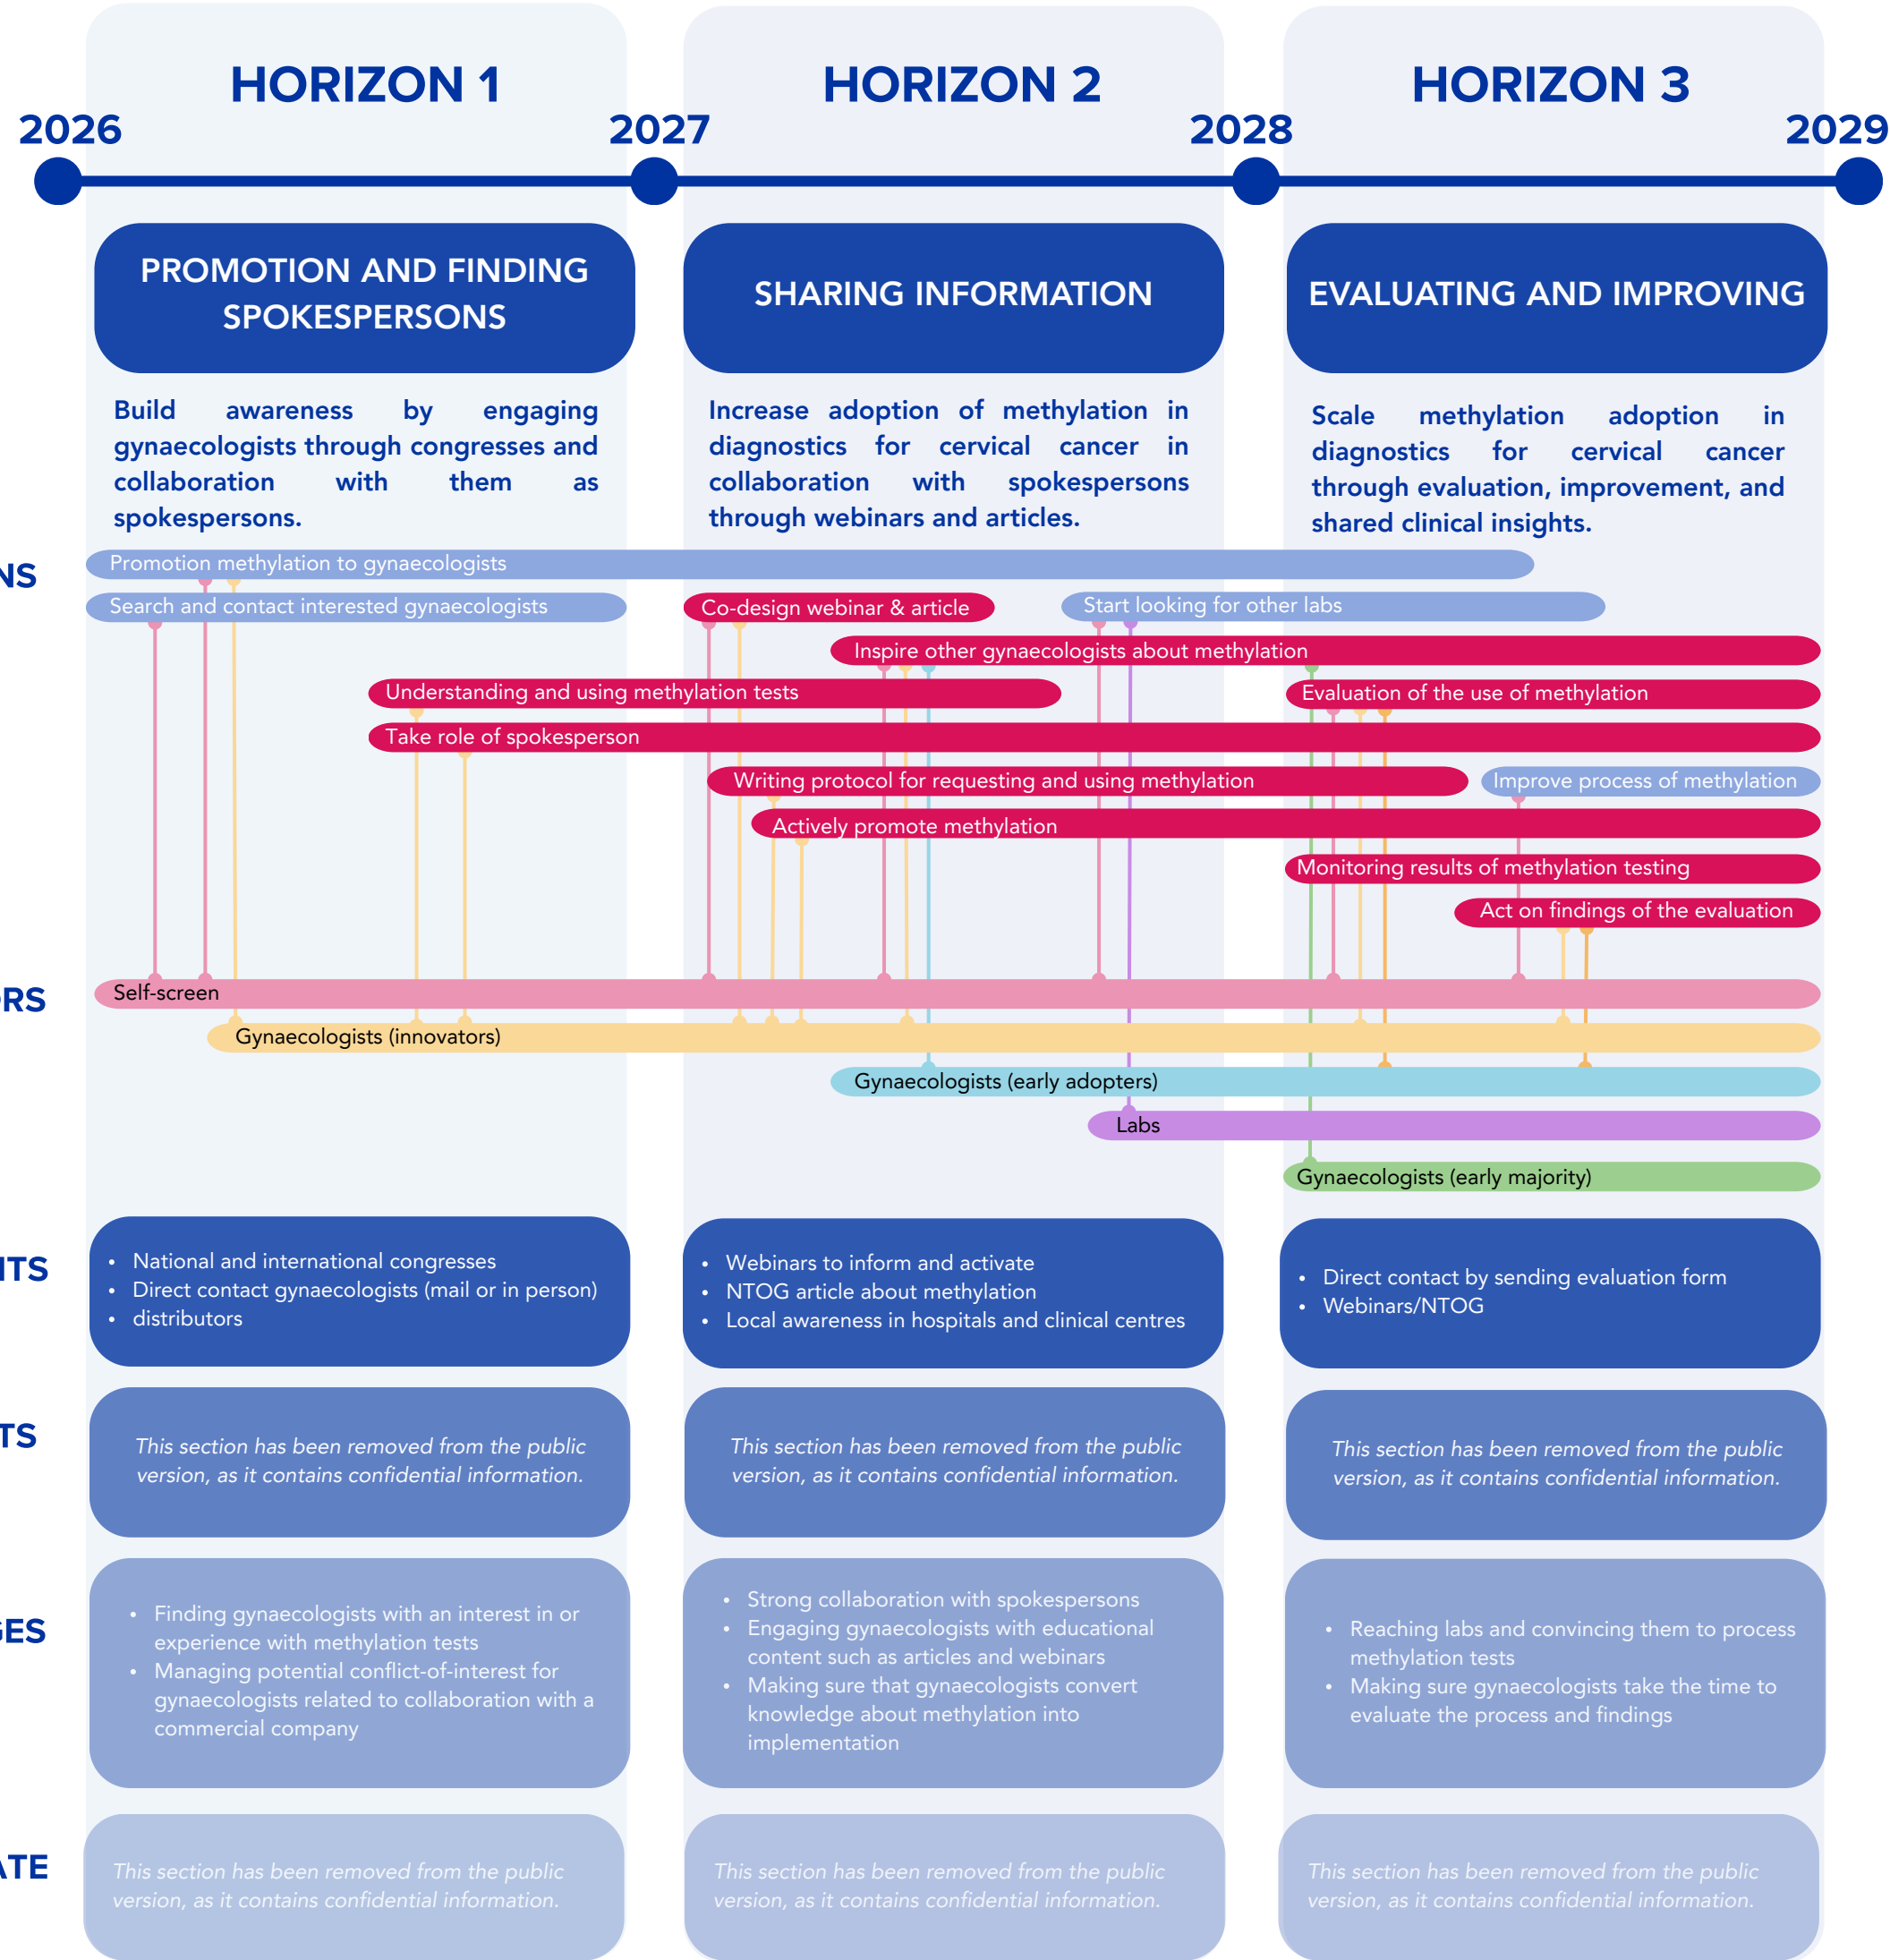 HORIZON 1
HORIZON 2
HORIZON 3
2026
2027
2028
2029
PROMOTION AND FINDING
SPOKESPERSONS
SHARING INFORMATION
EVALUATING AND IMPROVING
Build awareness by engaging
gynaecologists through congresses and
collaboration with them as
spokespersons.
Increase adoption of methylation in
diagnostics for cervical cancer in
collaboration with spokespersons
through webinars and articles.
Scale methylation adoption in
diagnostics for cervical cancer
through evaluation, improvement, and
shared clinical insights.
NS
Promotion methylation to gynaecologists
Search and contact interested gynaecologists
Co-design webinar & article
Start looking for other labs
Inspire other gynaecologists about methylation
Understanding and using methylation tests
Evaluation of the use of methylation
Take role of spokesperson
Writing protocol for requesting and using methylation
Improve process of methylation
Actively promote methylation
Monitoring results of methylation testing
Act on findings of the evaluation
ORS
Self-screen
Gynaecologists (innovators)
Gynaecologists (early adopters)
Labs
Gynaecologists (early majority)
NTS
• National and international congresses
• Direct contact gynaecologists (mail or in person)
• distributors
• Webinars to inform and activate
• NTOG article about methylation
• Local awareness in hospitals and clinical centres
• Direct contact by sending evaluation form
• Webinars/NTOG
TS
This section has been removed from the public
version, as it contains confidential information.
This section has been removed from the public
version, as it contains confidential information.
This section has been removed from the public
version, as it contains confidential information.
GES
• Finding gynaecologists with an interest in or
experience with methylation tests
• Managing potential conflict-of-interest for
gynaecologists related to collaboration with a
commercial company
• Strong collaboration with spokespersons
• Engaging gynaecologists with educational
content such as articles and webinars
• Making sure that gynaecologists convert
knowledge about methylation into
implementation
• Reaching labs and convincing them to process
methylation tests
• Making sure gynaecologists take the time to
evaluate the process and findings
ATE
This section has been removed from the public
version, as it contains confidential information.
This section has been removed from the public
version, as it contains confidential information.
This section has been removed from the public
version, as it contains confidential information.